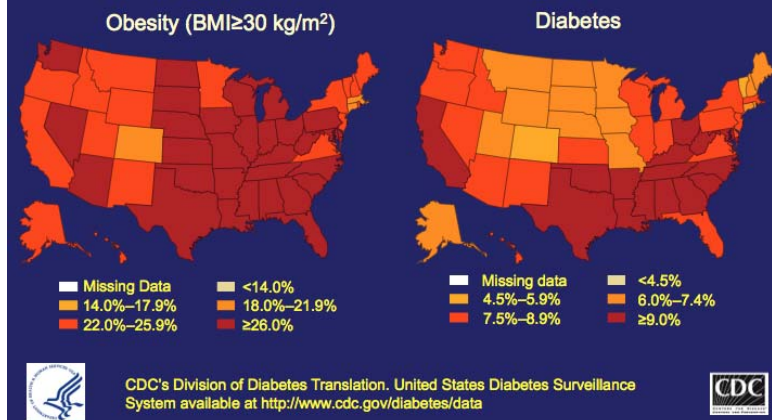 Obesity (BMI≥30 kg/m²)
Diabetes
Missing Data
<14.0%
14.0%–17.9%
18.0%–21.9%
22.0%–25.9%
≥26.0%
Missing data
<4.5%
4.5%–5.9%
6.0%–7.4%
7.5%–8.9%
≥9.0%
CDC's Division of Diabetes Translation. United States Diabetes Surveillance
System available at http://www.cdc.gov/diabetes/data
CDC